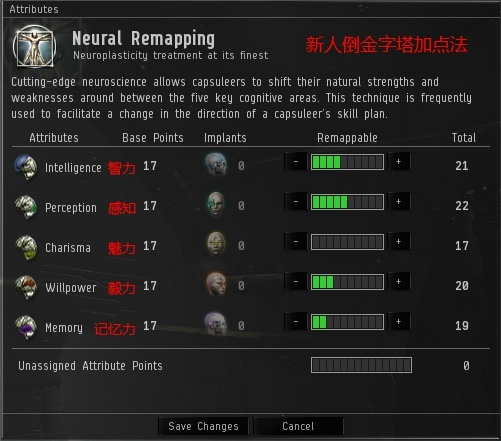 Attributes
Neural Remapping
Neuroplasticity treatment at its finest
新人倒金字塔加点法
Cutting-edge neuroscience allows capsuleers to shift their natural strengths and
weaknesses around between the five key cognitive areas. This technique is frequently
used to facilitate a change in the direction of a capsuleer's skill plan.
Attributes Base Points Implants Remappable Total
Intelligence 智力 17 0 - + 21
Perception 感知 17 0 - + 22
Charisma 魅力 17 0 - + 17
Willpower 毅力 17 0 - + 20
Memory 记忆力 17 0 - + 19
Unassigned Attribute Points 0
Save Changes Cancel